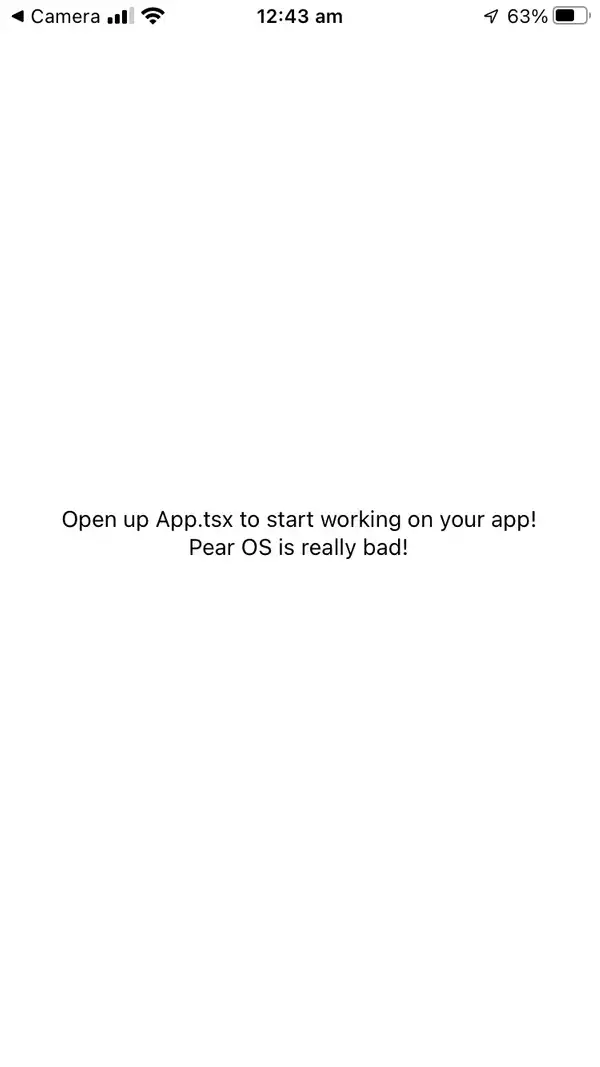 Camera 12:43 am 63%
Open up App.tsx to start working on your app!
Pear OS is really bad!